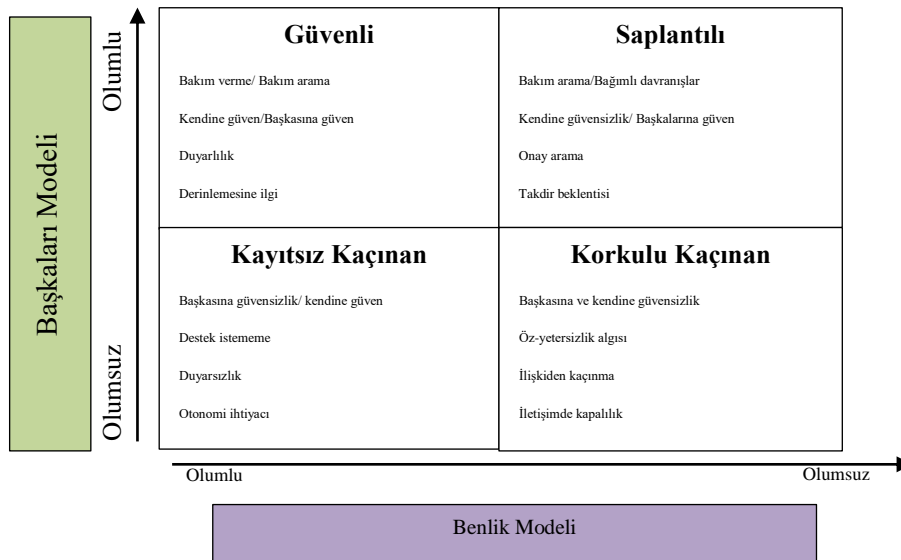 Başkaları Modeli
Olumlu
Olumsuz
Güvenli
Bakım verme/ Bakım arama
Kendine güven/Başkasına güven
Duyarlılık
Derinlemesine ilgi
Saplantılı
Bakım arama/Bağımlı davranışlar
Kendine güvensizlik/ Başkalarına güven
Onay arama
Takdir beklentisi
Kayıtsız Kaçınan
Başkasına güvensizlik/ kendine güven
Destek istememe
Duyarsızlık
Otonomi ihtiyacı
Korkulu Kaçınan
Başkasına ve kendine güvensizlik
Öz-yetersizlik algısı
İlişkiden kaçınma
İletişimde kapalılık
Olumlu
Olumsuz
Benlik Modeli